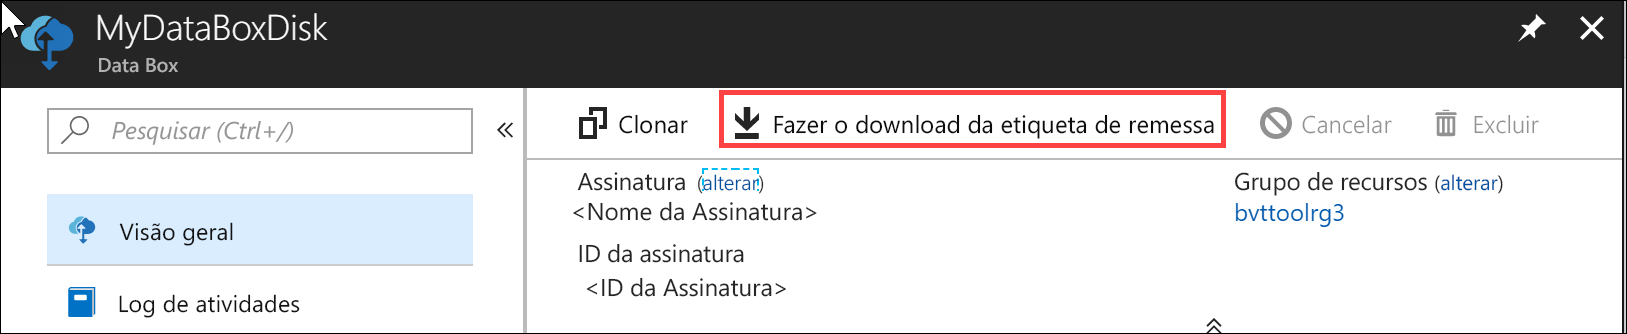 MyDataBoxDisk
Data Box
Pesquisar (Ctrl+/)
Visão geral
Log de atividades
Clonar
Fazer o download da etiqueta de remessa
Cancelar
Excluir
Assinatura (alterar)
<Nome da Assinatura>
ID da assinatura
<ID da Assinatura>
Grupo de recursos (alterar)
bvttoolrg3